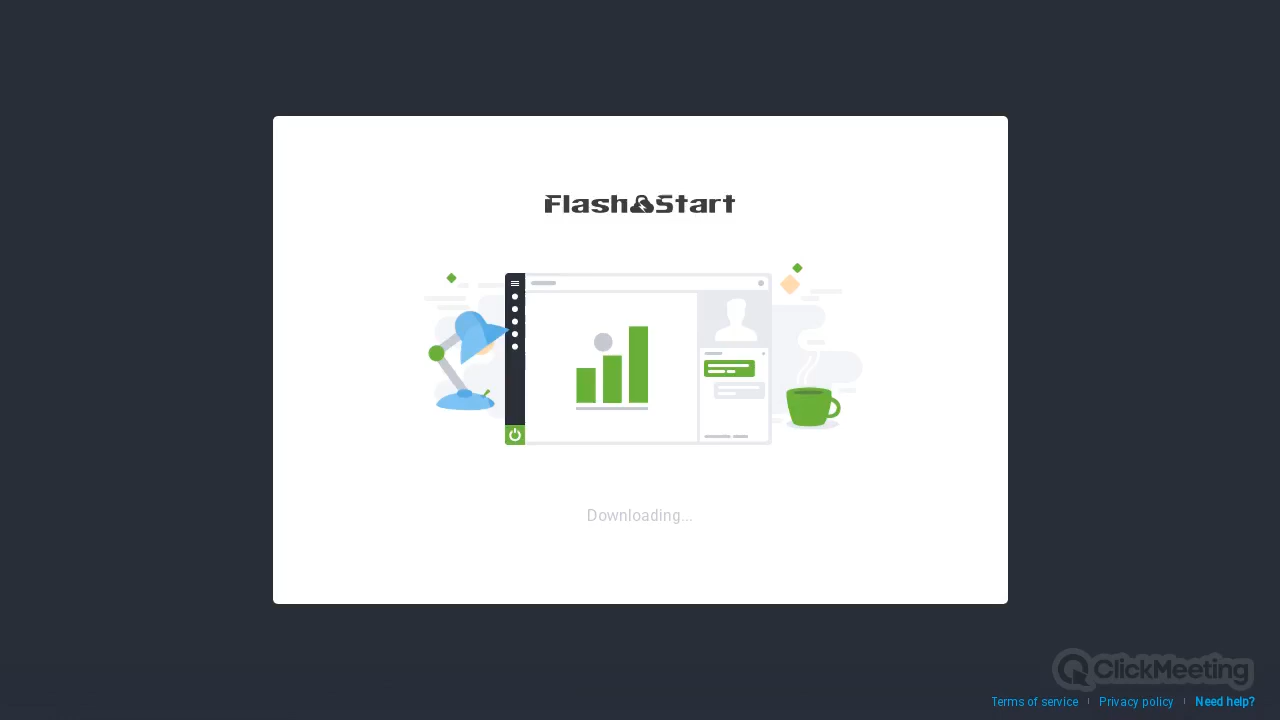 Flash Start
Downloading...
ClickMeeting
Terms of service
Privacy policy
Need help?